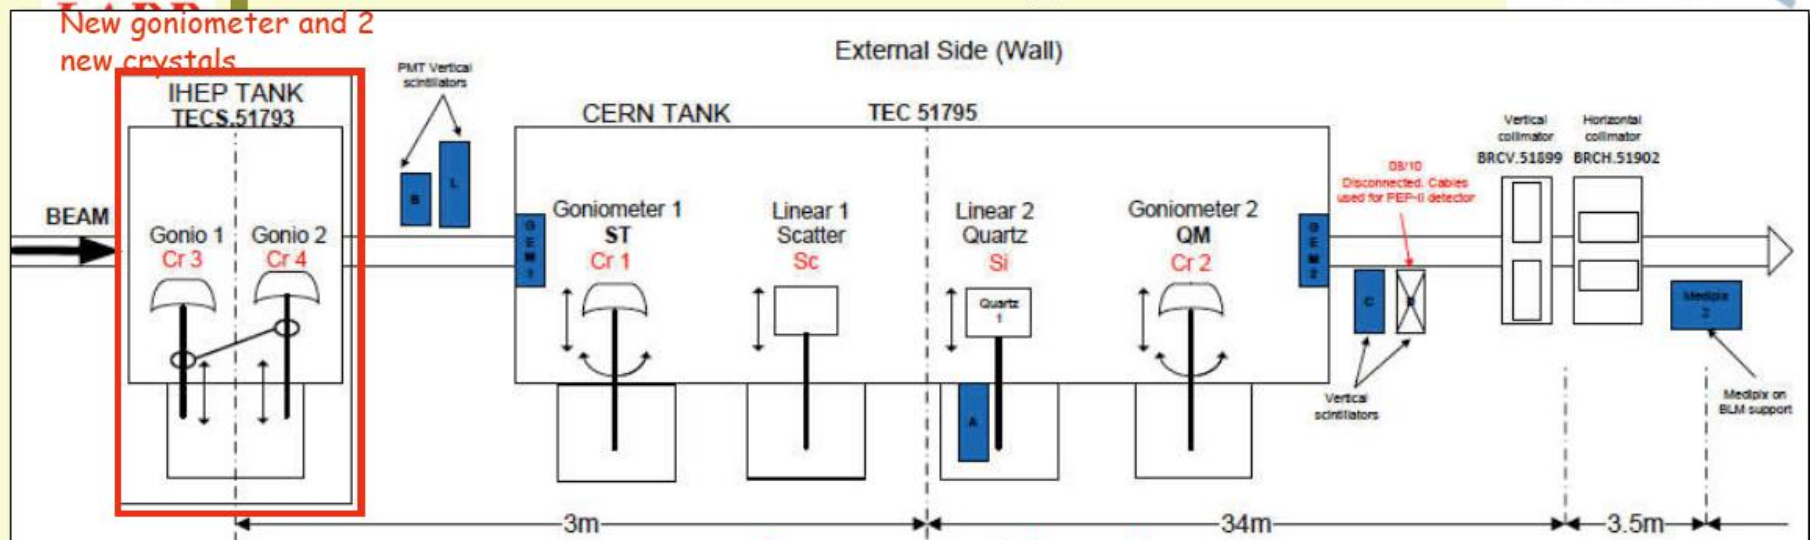 New goniometer and 2
new crystals
IHEP TANK
TECS.51793
PMT Vertical
scintillators
External Side (Wall)
CERN TANK
TEC 51795
BEAM
Gonio 1
Cr 3
Gonio 2
Cr 4
B
L
GEM 1
Goniometer 1
ST
Cr 1
Linear 1
Scatter
Sc
Linear 2
Quartz
Si
Quartz
1
Goniometer 2
QM
Cr 2
GEM 2
A
08/10
Disconnected. Cables
used for PEP-II detector
C
Vertical
scintillators
Vertical
collimator
BRCV.51899
Horizontal
collimator
BRCH.51902
Medipix
2
Medipix on
BLM support
3m
34m
3.5m